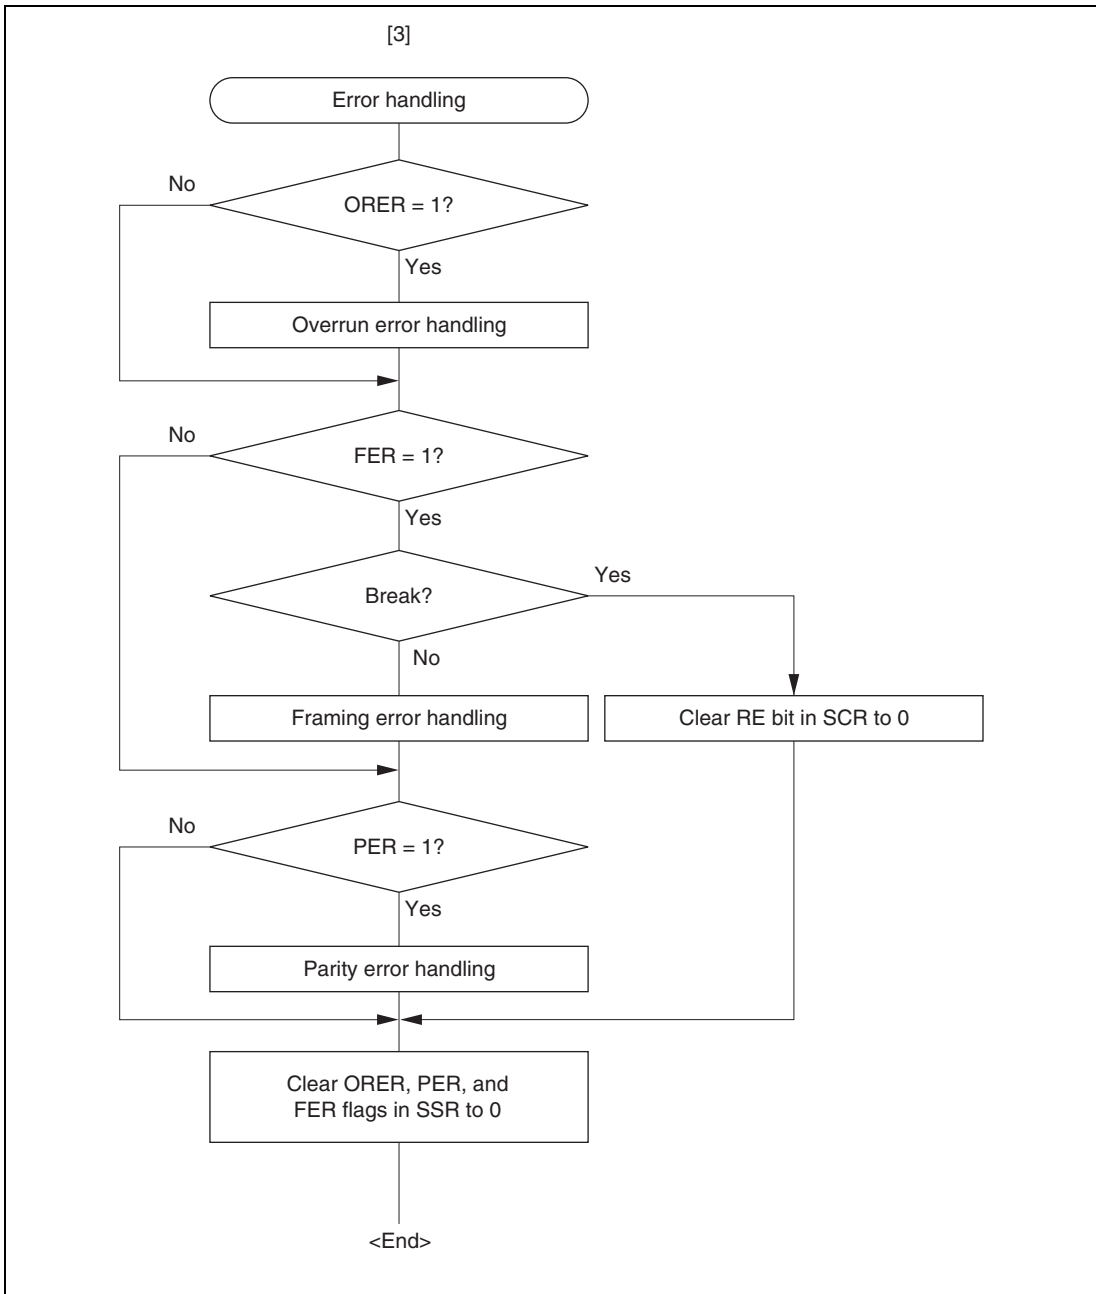 [3]
Error handling
No
ORER = 1?
Yes
Overrun error handling
No
FER = 1?
Yes
Break?
Yes
No
Framing error handling
Clear RE bit in SCR to 0
No
PER = 1?
Yes
Parity error handling
Clear ORER, PER, and
FER flags in SSR to 0
<End>